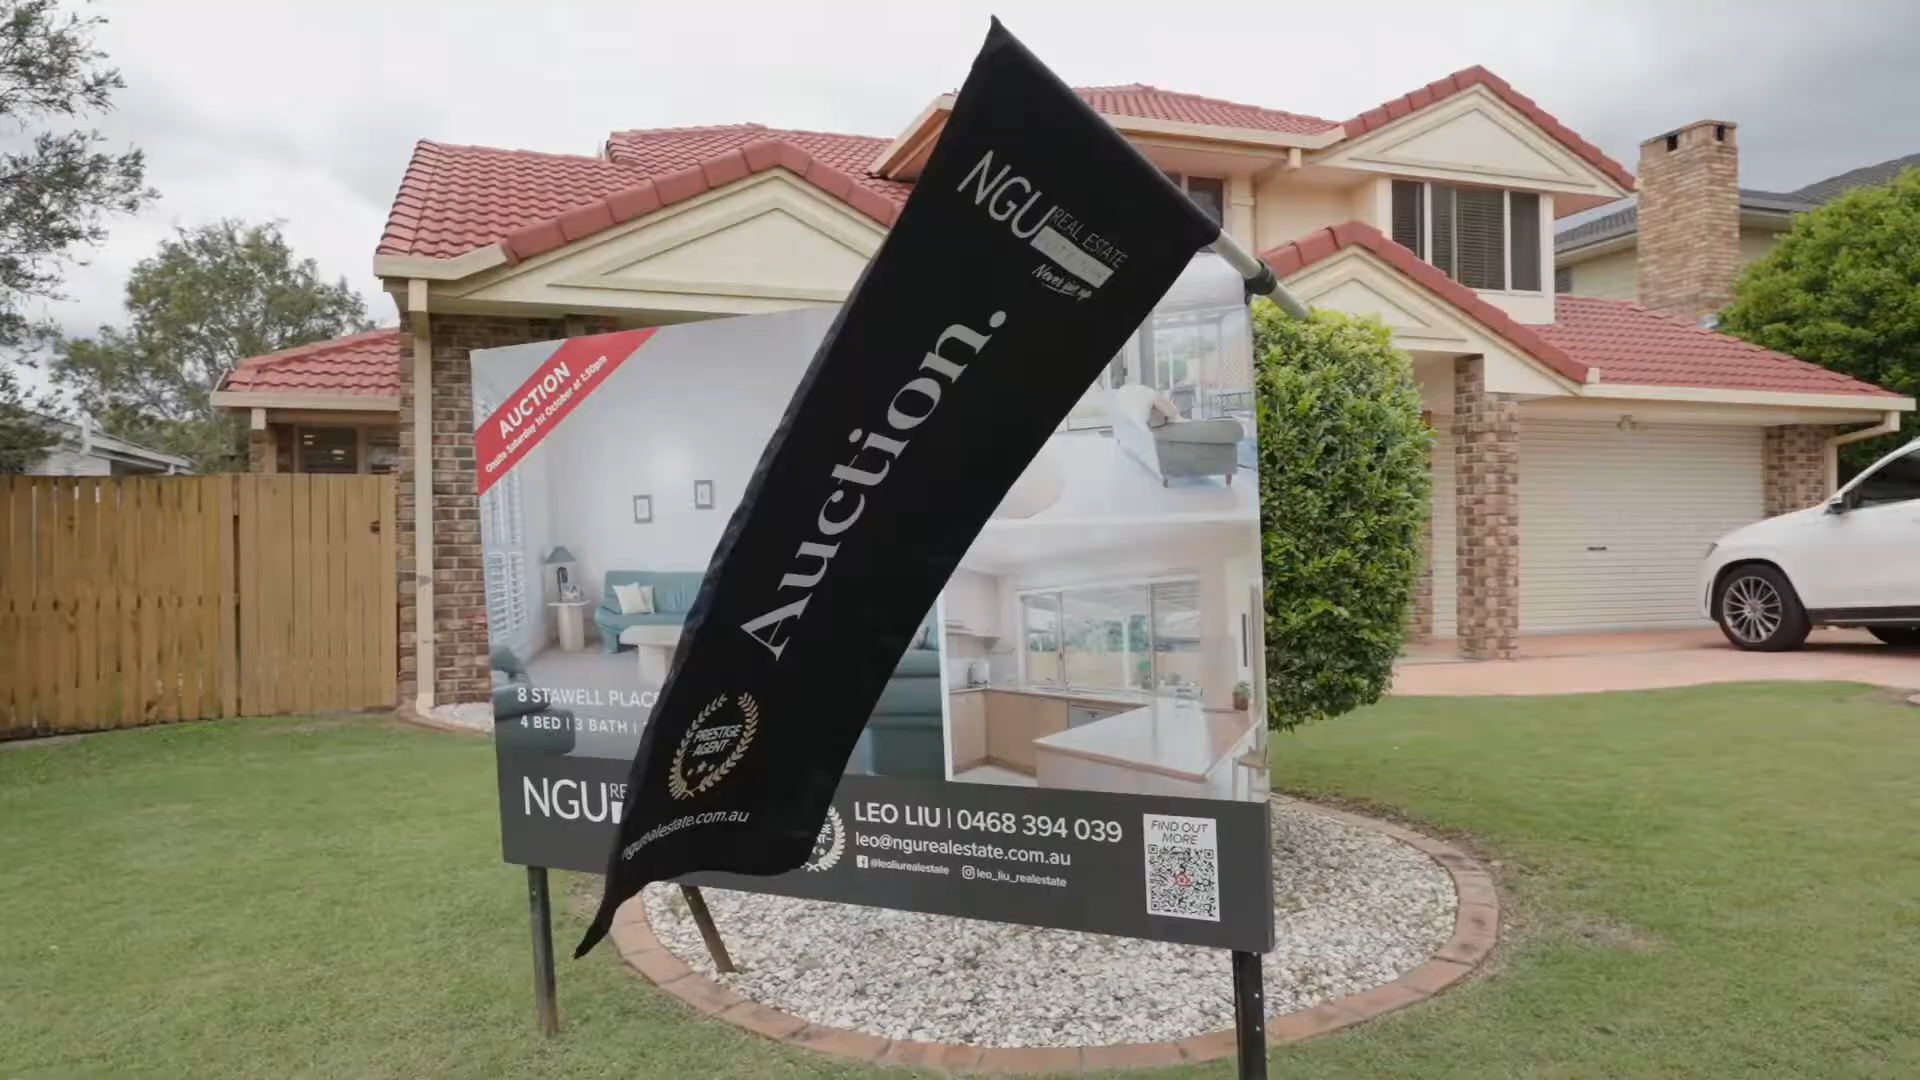 NGU
REAL ESTATE
Never give up
Auction.
PRESTIGE
AGENT
ngurealestate.com.au
AUCTION
Onsite Saturday 1st October at 1:50pm
8 STAWELL PLAC
4 BED | 3 BATH |
NGU RE
LEO LIU | 0468 394 039
leo@ngurealestate.com.au
@leoliurealestate leo_liu_realestate
FIND OUT
MORE